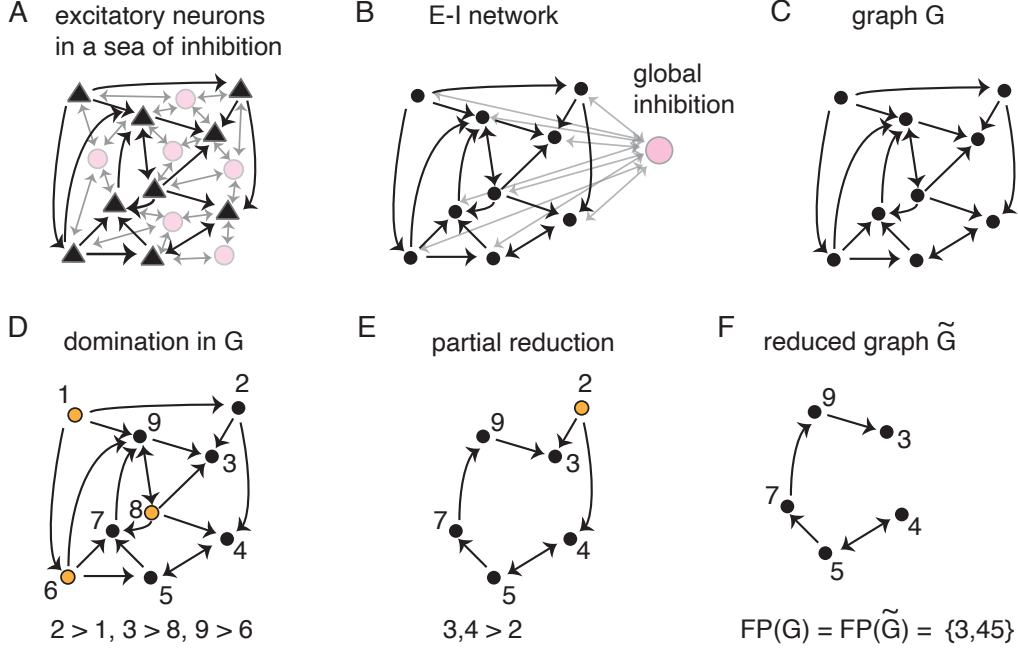 A excitatory neurons
in a sea of inhibition
B E-I network
global
inhibition
C graph G
D domination in G
1
2
9
3
8
7
4
6
5
2 > 1, 3 > 8, 9 > 6
E partial reduction
2
9
3
7
4
5
3,4 > 2
F reduced graph G̃
9
3
7
4
5
FP(G) = FP(G̃) = {3,45}